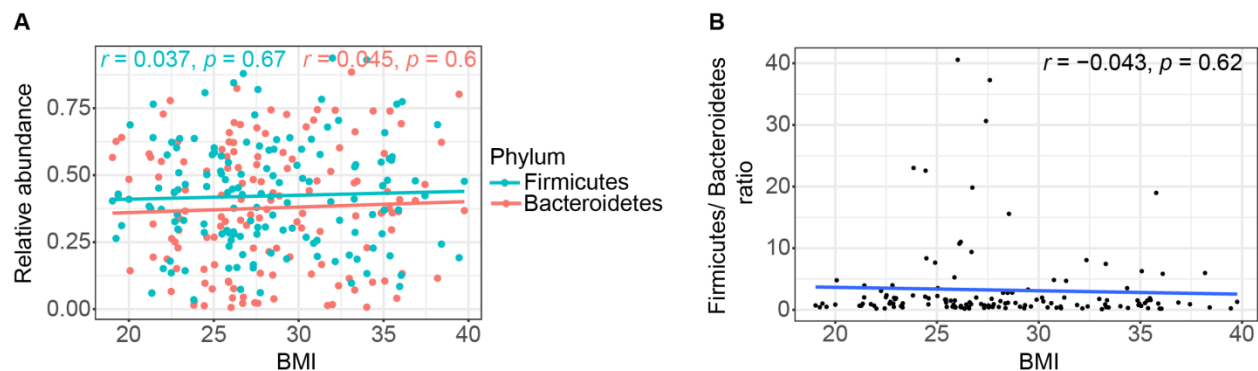 A
r = 0.037, p = 0.67 r = 0.045, p = 0.6
Relative abundance
0.75
0.50
0.25
0.00
20 25 30 35 40
BMI
Phylum
Firmicutes
Bacteroidetes
B
r = −0.043, p = 0.62
Firmicutes/ Bacteroidetes
ratio
40
30
20
10
0
20 25 30 35 40
BMI